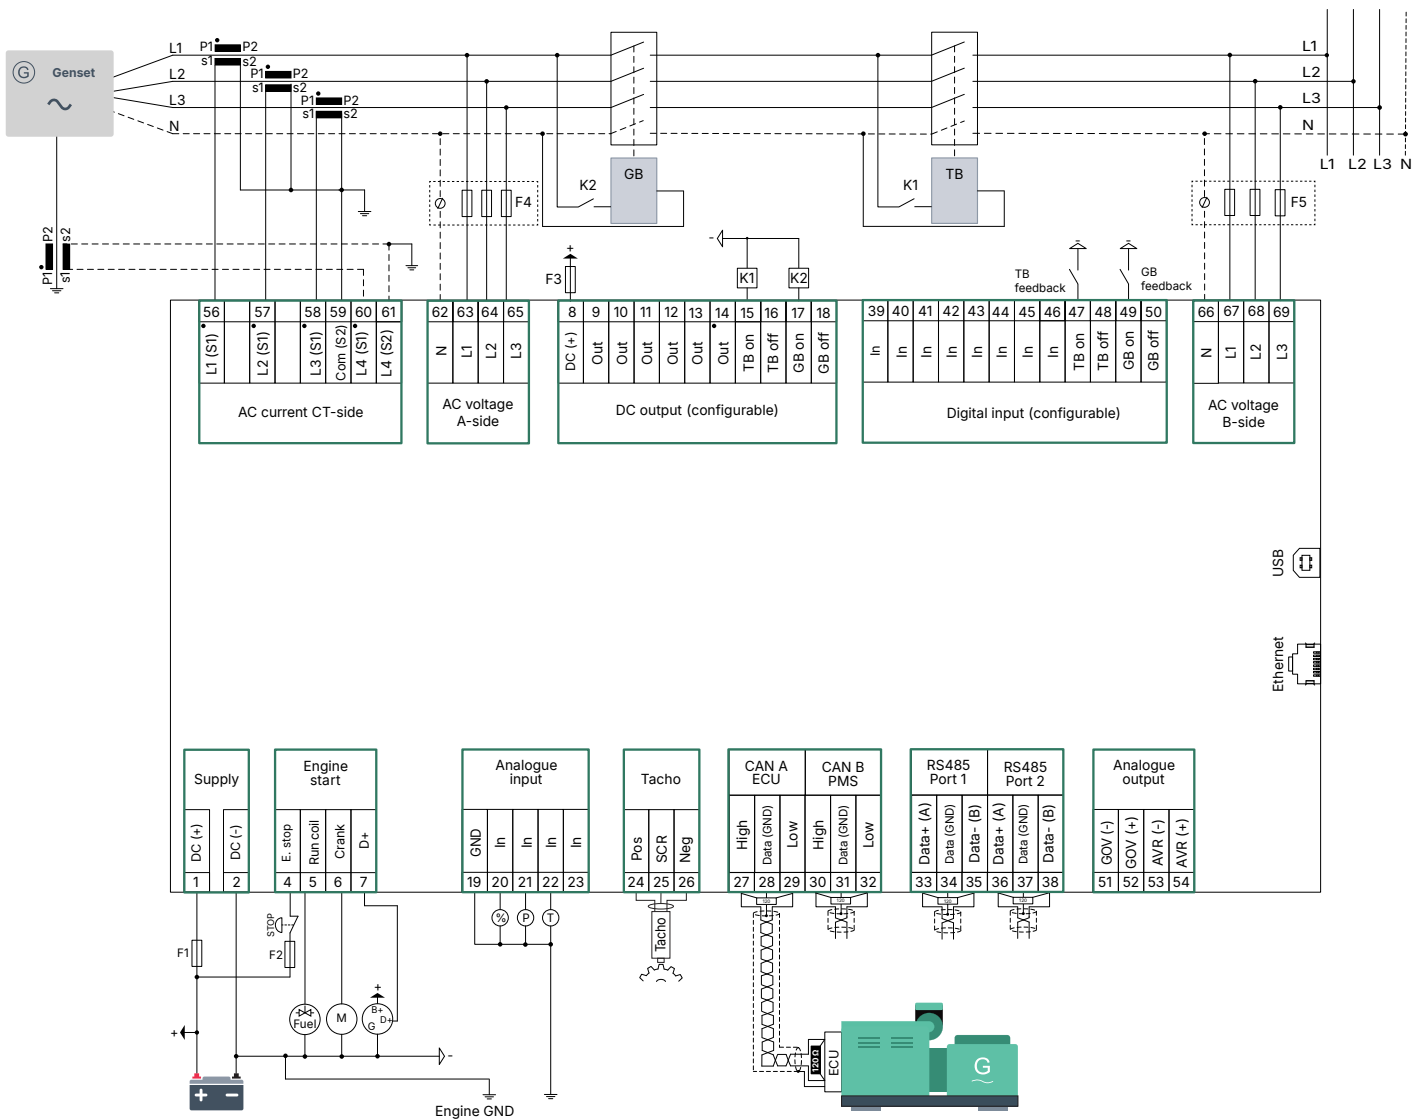 G Genset
L1
L2
L3
N
P1 P2
s1 s2
P1 P2
s1 s2
P1 P2
s1 s2
L1
L2
L3
N
L1 L2 L3 N
P2 s2
P1 s1
F4
K2
GB
K1
TB
F5
F3
+
-
K1
K2
TB
feedback
-
GB
feedback
-
56 57 58 59 60 61
L1 (S1)
L2 (S1)
L3 (S1)
Com (S2)
L4 (S1)
L4 (S2)
AC current CT-side
62 63 64 65
N
L1
L2
L3
AC voltage
A-side
8 9 10 11 12 13 14 15 16 17 18
DC (+)
Out
Out
Out
Out
Out
Out
TB on
TB off
GB on
GB off
DC output (configurable)
39 40 41 42 43 44 45 46 47 48 49 50
In
In
In
In
In
In
In
In
TB on
TB off
GB on
GB off
Digital input (configurable)
66 67 68 69
N
L1
L2
L3
AC voltage
B-side
USB
Ethernet
Supply
DC (+)
DC (-)
1 2
Engine
start
E. stop
Run coil
Crank
D+
4 5 6 7
Analogue
input
GND
In
In
In
In
19 20 21 22 23
Tacho
Pos
SCR
Neg
24 25 26
CAN A
ECU
CAN B
PMS
High
Data (GND)
Low
High
Data (GND)
Low
27 28 29 30 31 32
RS485
Port 1
RS485
Port 2
Data+ (A)
Data (GND)
Data- (B)
Data+ (A)
Data (GND)
Data- (B)
33 34 35 36 37 38
Analogue
output
GOV (-)
GOV (+)
AVR (-)
AVR (+)
51 52 53 54
120
120
120
120
F1
STOP
F2
% P T
Tacho
+
Fuel
M
+
B+
D+
G
-
+ −
Engine GND
120 Ω
ECU
G